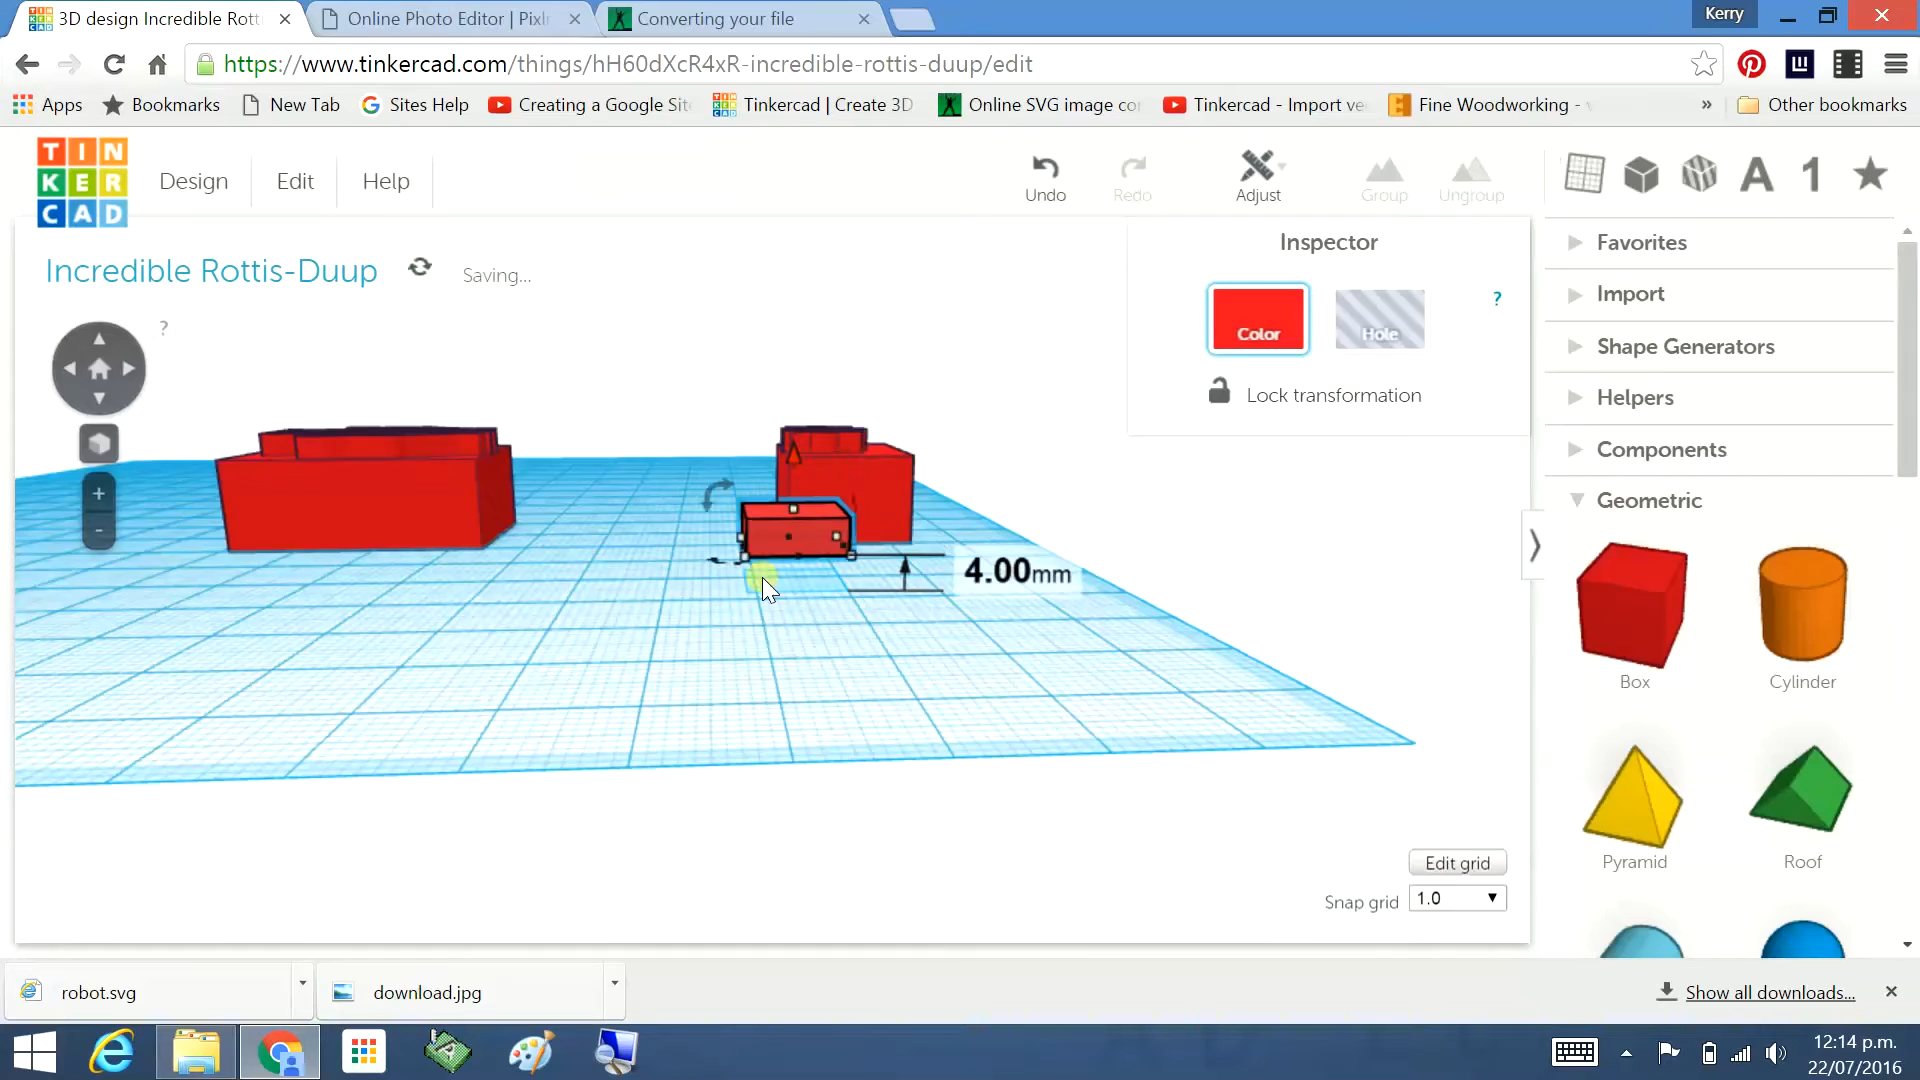 3D design Incredible Rotti
Online Photo Editor | Pixlr
Converting your file
Kerry
https://www.tinkercad.com/things/hH60dXcR4xR-incredible-rottis-duup/edit
Apps
Bookmarks
New Tab
Sites Help
Creating a Google Sit
Tinkercad | Create 3D
Online SVG image co
Tinkercad - Import ve
Fine Woodworking -
»
Other bookmarks
TIN
KER
CAD
Design
Edit
Help
Undo
Redo
Adjust
Group
Ungroup
A
1
Incredible Rottis-Duup
Saving...
?
Inspector
Color
Hole
?
Lock transformation
4.00mm
Edit grid
Snap grid
1.0
Favorites
Import
Shape Generators
Helpers
Components
Geometric
Box
Cylinder
Pyramid
Roof
robot.svg
download.jpg
Show all downloads...
12:14 p.m.
22/07/2016